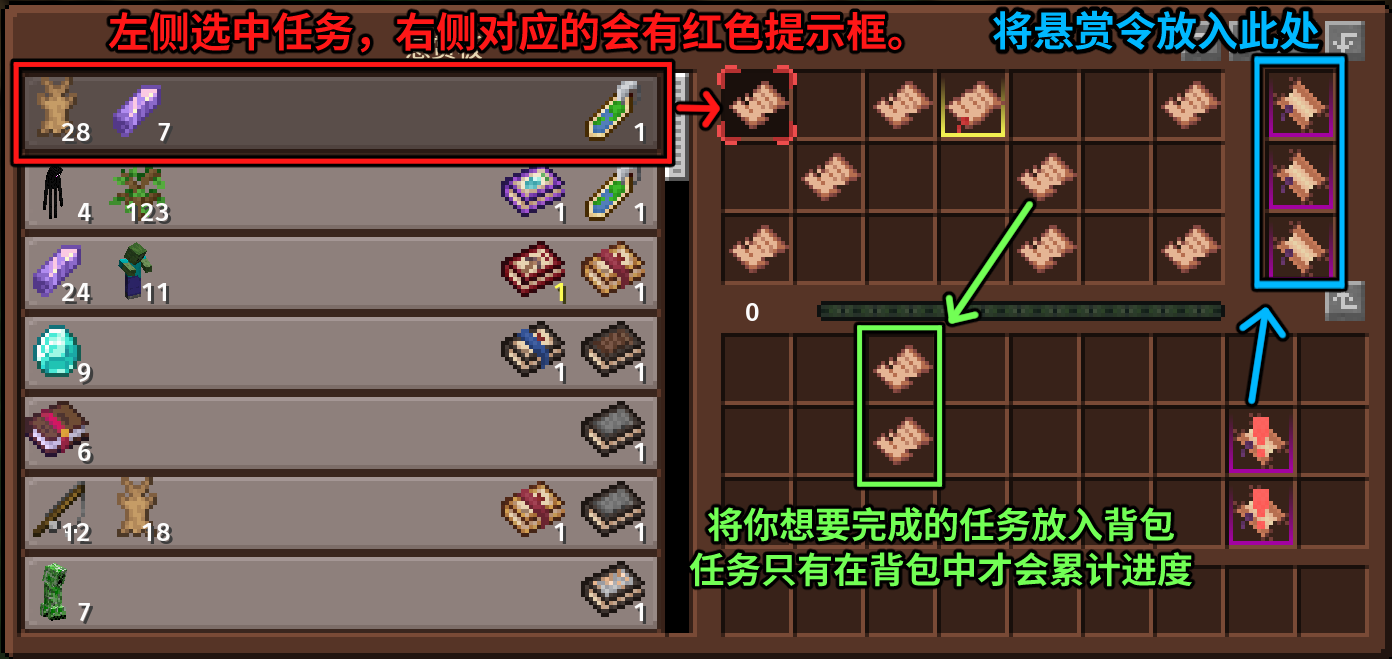 左侧选中任务，右侧对应的会有红色提示框。
将悬赏令放入此处
28 7 1
4 123 1 1
24 11 1 1
9 1 1
6 1
12 18 1 1
7 1
0
将你想要完成的任务放入背包
任务只有在背包中才会累计进度